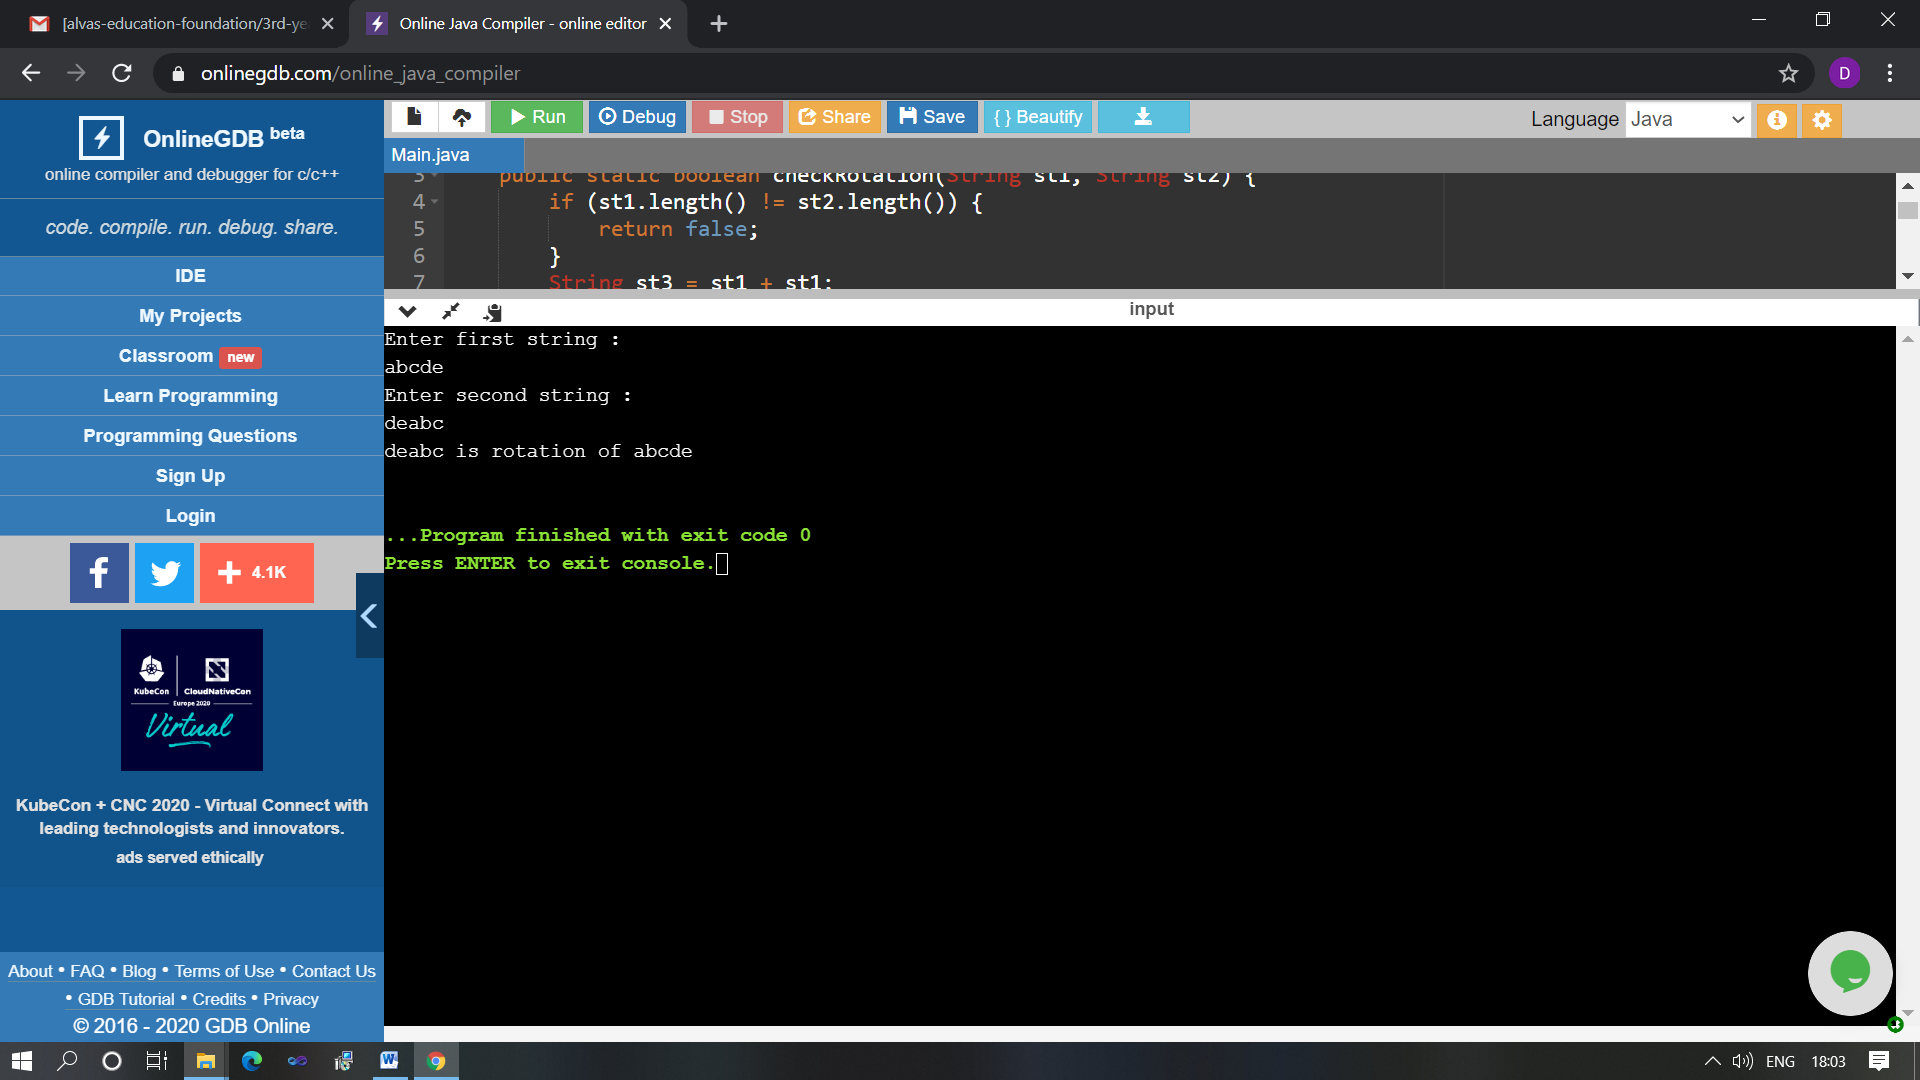 [alvas-education-foundation/3rd-ye
Online Java Compiler - online editor
onlinegdb.com/online_java_compiler
D
OnlineGDB beta
online compiler and debugger for c/c++
code. compile. run. debug. share.
IDE
My Projects
Classroom new
Learn Programming
Programming Questions
Sign Up
Login
4.1K
KubeCon
CloudNativeCon
Europe 2020
Virtual
KubeCon + CNC 2020 - Virtual Connect with
leading technologists and innovators.
ads served ethically
About • FAQ • Blog • Terms of Use • Contact Us
• GDB Tutorial • Credits • Privacy
© 2016 - 2020 GDB Online
Run Debug Stop Share Save {} Beautify
Language Java
Main.java
3 public static boolean checkRotation(String st1, String st2) {
4 if (st1.length() != st2.length()) {
5 return false;
6 }
7 String st3 = st1 + st1;
input
Enter first string :
abcde
Enter second string :
deabc
deabc is rotation of abcde
...Program finished with exit code 0
Press ENTER to exit console.
ENG 18:03